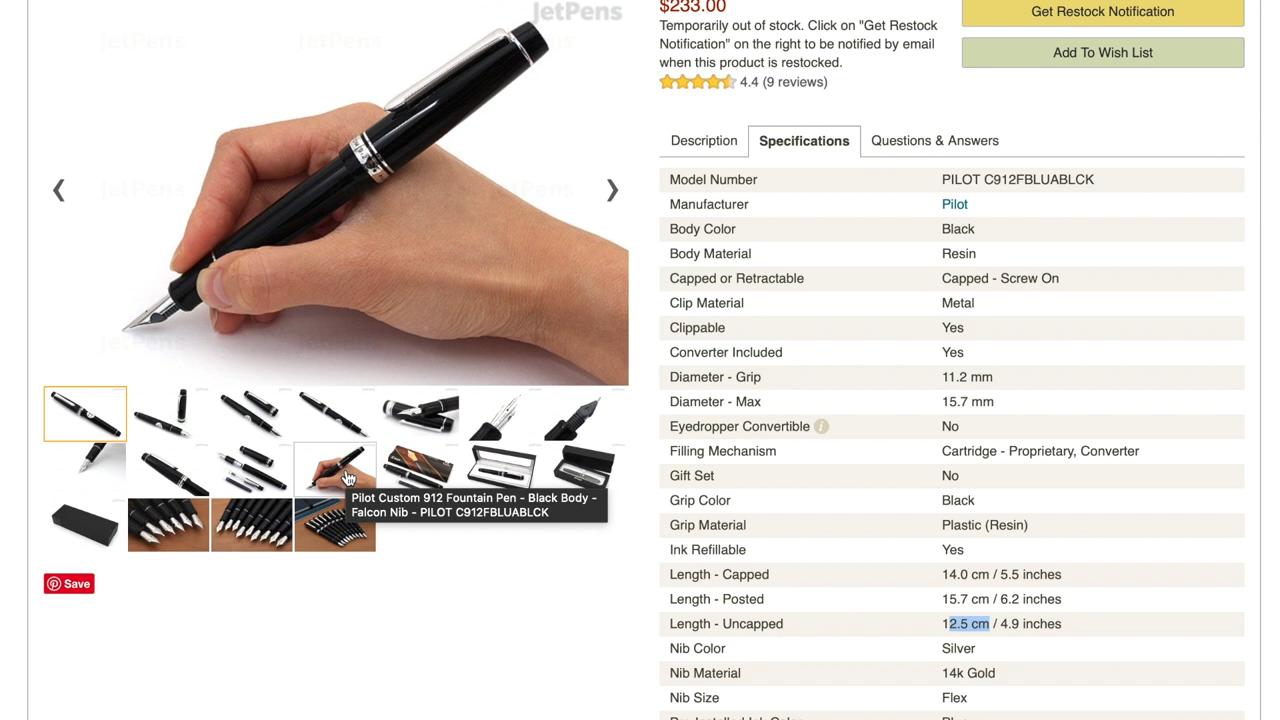 JetPens
$233.00
Temporarily out of stock. Click on "Get Restock
Notification" on the right to be notified by email
when this product is restocked.
4.4 (9 reviews)
Get Restock Notification
Add To Wish List
Description Specifications Questions & Answers
Model Number PILOT C912FBLUABLCK
Manufacturer Pilot
Body Color Black
Body Material Resin
Capped or Retractable Capped - Screw On
Clip Material Metal
Clippable Yes
Converter Included Yes
Diameter - Grip 11.2 mm
Diameter - Max 15.7 mm
Eyedropper Convertible i No
Filling Mechanism Cartridge - Proprietary, Converter
Gift Set No
Grip Color Black
Grip Material Plastic (Resin)
Ink Refillable Yes
Length - Capped 14.0 cm / 5.5 inches
Length - Posted 15.7 cm / 6.2 inches
Length - Uncapped 12.5 cm / 4.9 inches
Nib Color Silver
Nib Material 14k Gold
Nib Size Flex
Pilot Custom 912 Fountain Pen - Black Body -
Falcon Nib - PILOT C912FBLUABLCK
Save